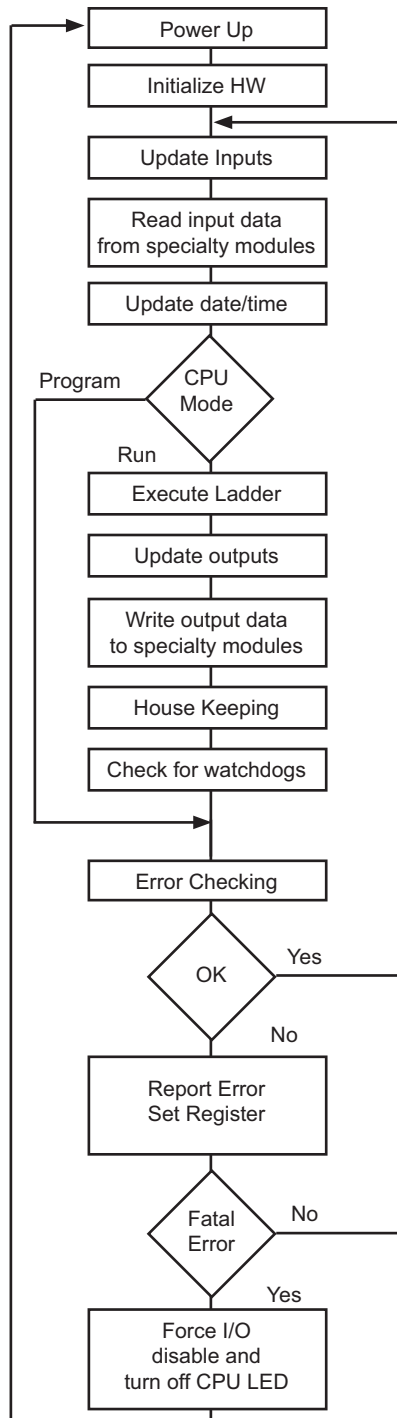 Power Up
Initialize HW
Update Inputs
Read input data
from specialty modules
Update date/time
Program
CPU
Mode
Run
Execute Ladder
Update outputs
Write output data
to specialty modules
House Keeping
Check for watchdogs
Error Checking
OK
Yes
No
Report Error
Set Register
Fatal
Error
No
Yes
Force I/O
disable and
turn off CPU LED